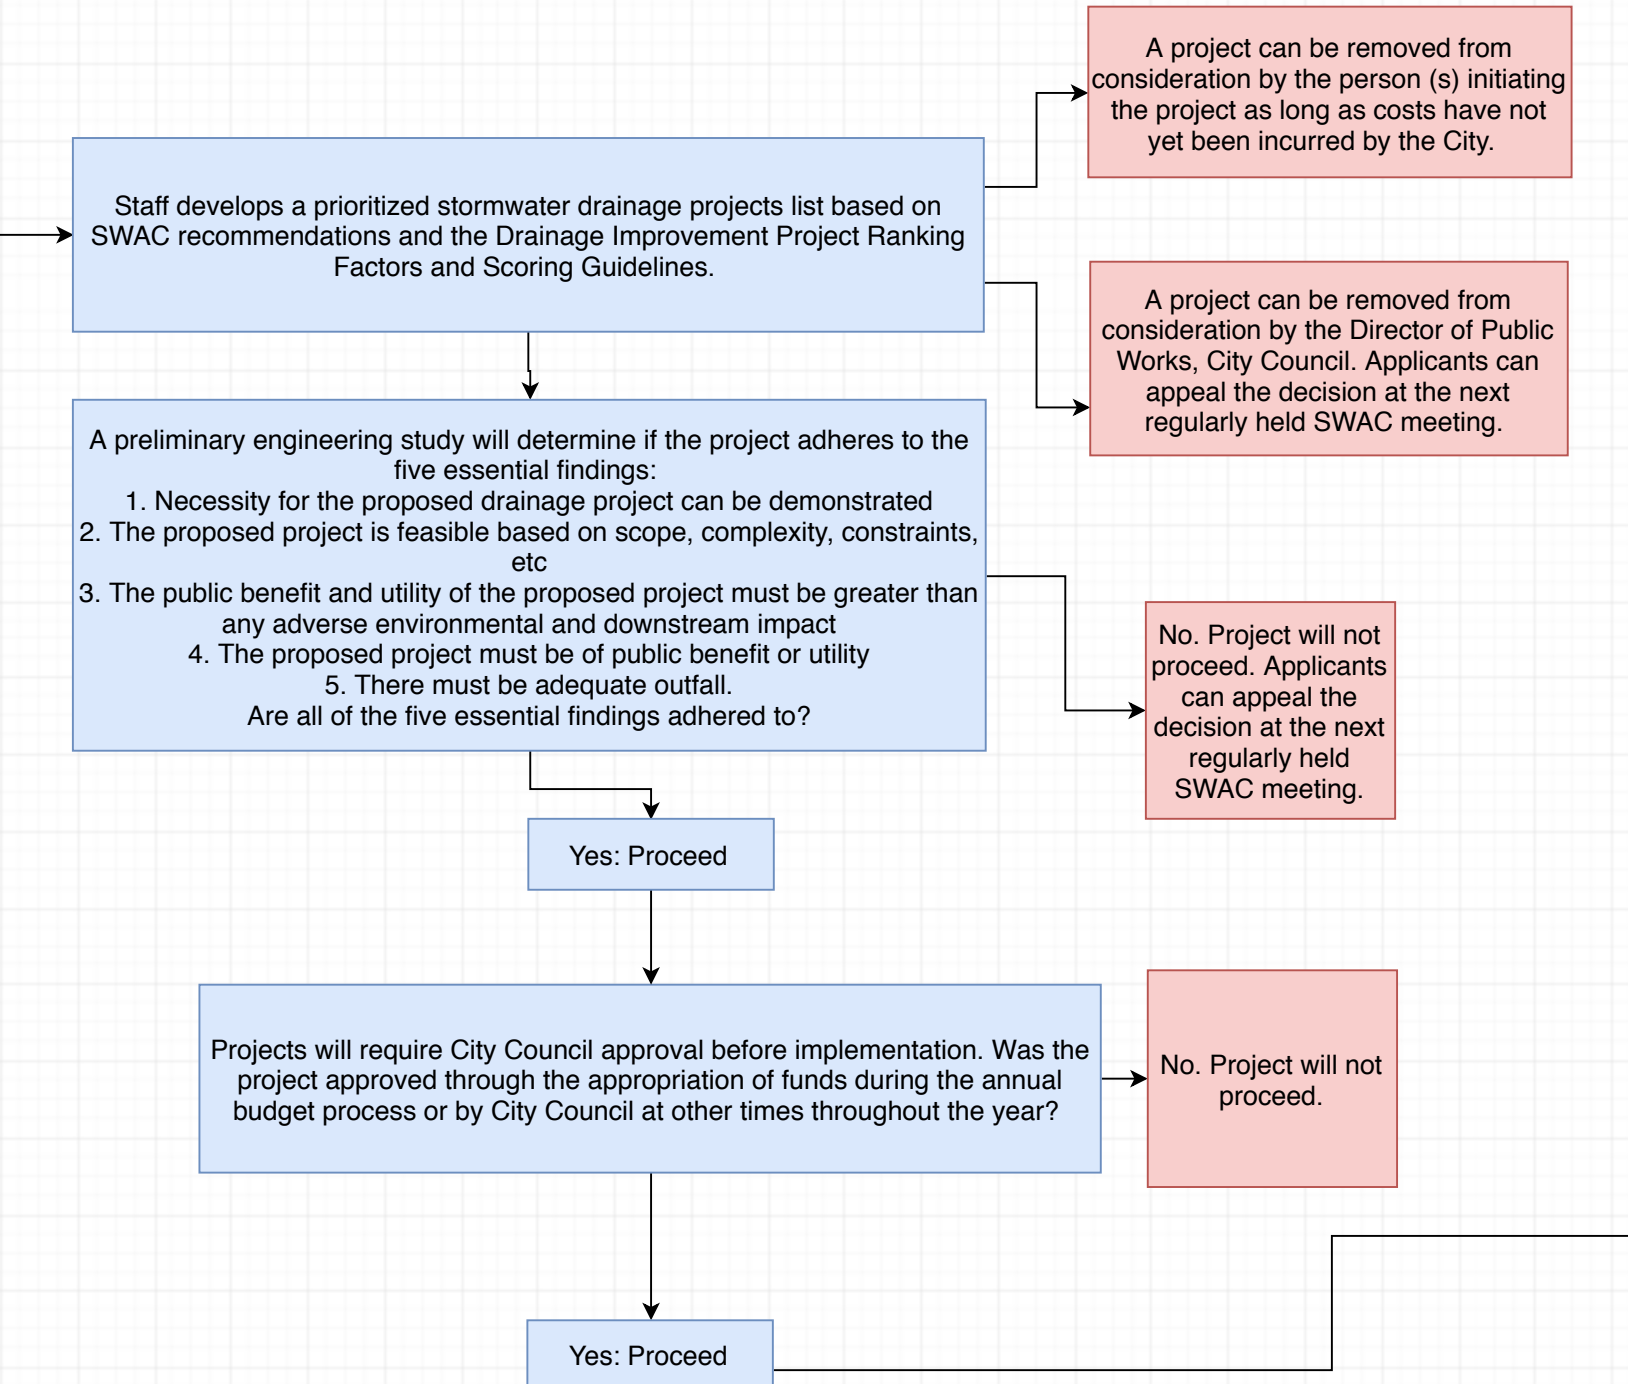 A project can be removed from
consideration by the person (s) initiating
the project as long as costs have not
yet been incurred by the City.
Staff develops a prioritized stormwater drainage projects list based on
SWAC recommendations and the Drainage Improvement Project Ranking
Factors and Scoring Guidelines.
A project can be removed from
consideration by the Director of Public
Works, City Council. Applicants can
appeal the decision at the next
regularly held SWAC meeting.
A preliminary engineering study will determine if the project adheres to the
five essential findings:
1. Necessity for the proposed drainage project can be demonstrated
2. The proposed project is feasible based on scope, complexity, constraints,
etc
3. The public benefit and utility of the proposed project must be greater than
any adverse environmental and downstream impact
4. The proposed project must be of public benefit or utility
5. There must be adequate outfall.
Are all of the five essential findings adhered to?
No. Project will not
proceed. Applicants
can appeal the
decision at the next
regularly held
SWAC meeting.
Yes: Proceed
Projects will require City Council approval before implementation. Was the
project approved through the appropriation of funds during the annual
budget process or by City Council at other times throughout the year?
No. Project will not
proceed.
Yes: Proceed